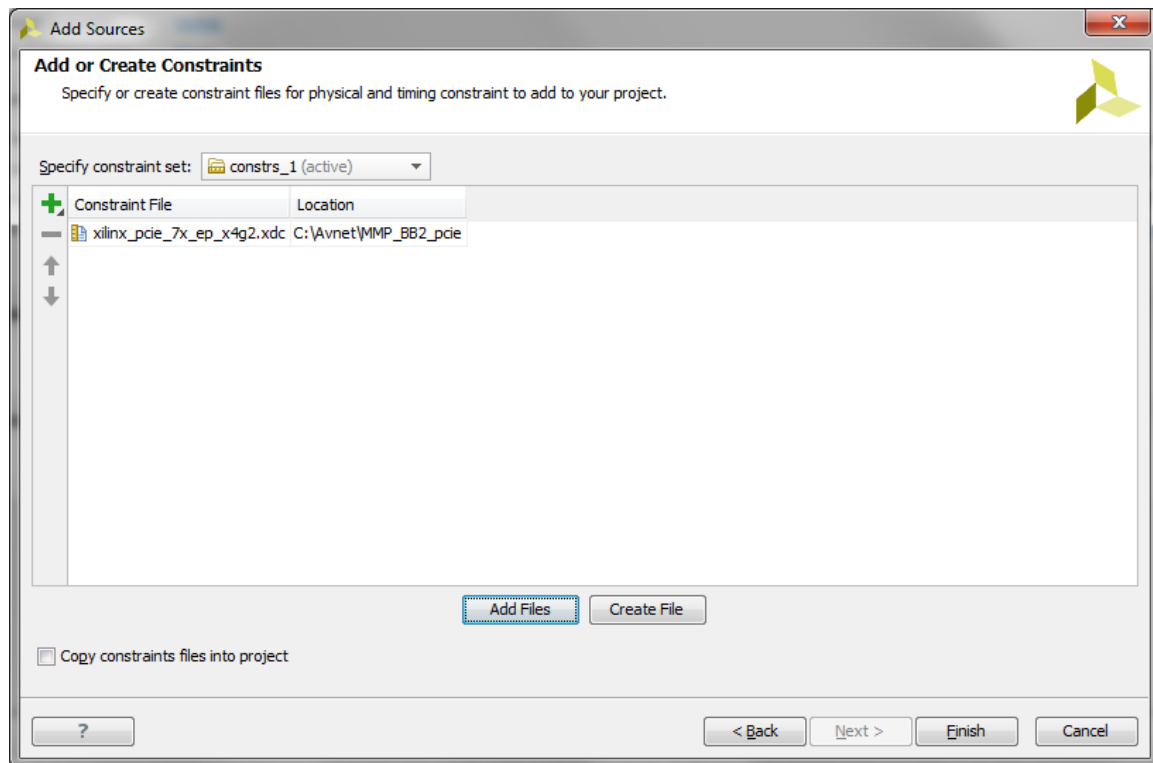 Add Sources
X
Add or Create Constraints
Specify or create constraint files for physical and timing constraint to add to your project.
Specify constraint set: constrs_1 (active)
Constraint File Location
xilinx_pcie_7x_ep_x4g2.xdc C:\Avnet\MMP_BB2_pcie
Add Files Create File
Copy constraints files into project
? < Back Next > Finish Cancel